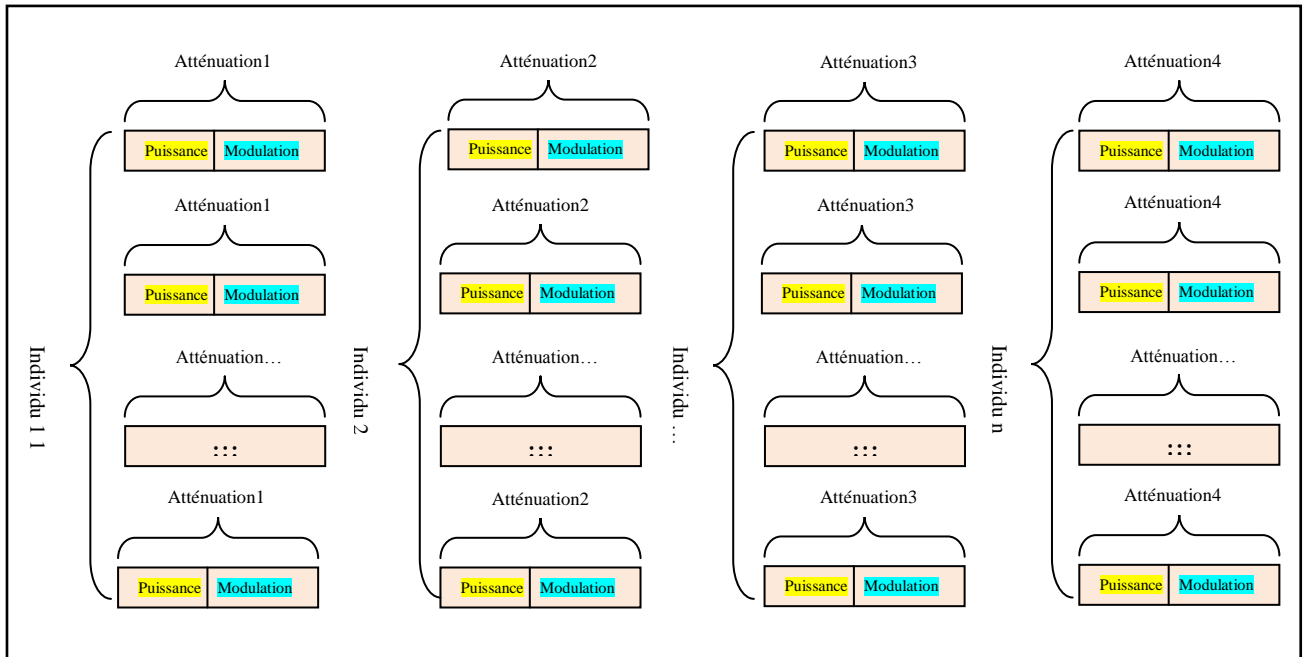 Atténuation1 Atténuation2 Atténuation3 Atténuation4
Puissance Modulation Puissance Modulation Puissance Modulation Puissance Modulation
Atténuation1 Atténuation2 Atténuation3 Atténuation4
Puissance Modulation Puissance Modulation Puissance Modulation Puissance Modulation
Individu 1 1 Individu 2 Individu … Individu n
Atténuation… Atténuation… Atténuation… Atténuation…
::: ::: ::: :::
Atténuation1 Atténuation2 Atténuation3 Atténuation4
Puissance Modulation Puissance Modulation Puissance Modulation Puissance Modulation